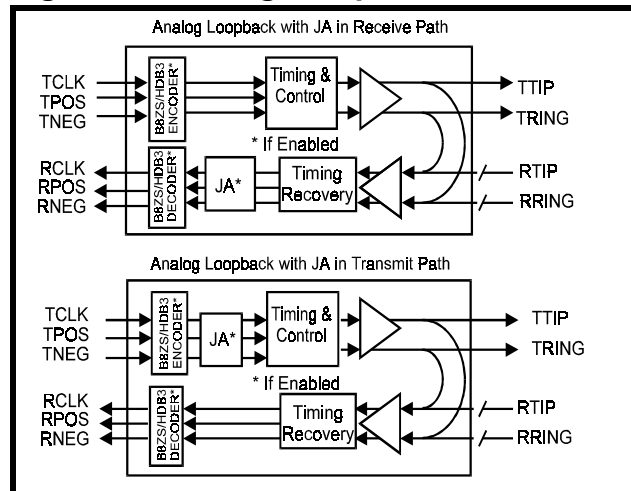 Analog Loopback with JA in Receive Path
TCLK
TPOS
TNEG
B8ZS/HDB3
ENCODER*
Timing &
Control
TTIP
TRING
* If Enabled
RCLK
RPOS
RNEG
B8ZS/HDB3
DECODER*
JA*
Timing
Recovery
RTIP
RRING
Analog Loopback with JA in Transmit Path
TCLK
TPOS
TNEG
B8ZS/HDB3
ENCODER*
JA*
Timing &
Control
TTIP
TRING
* If Enabled
RCLK
RPOS
RNEG
B8ZS/HDB3
DECODER*
Timing
Recovery
RTIP
RRING